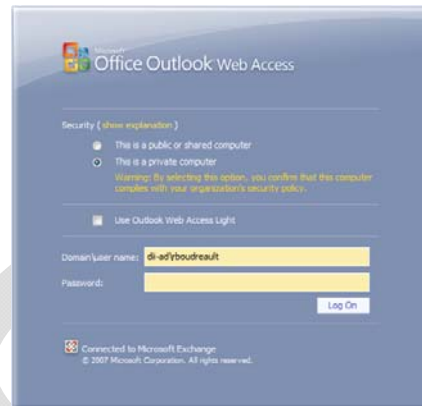 Microsoft
Office Outlook Web Access
Security ( show explanation )
This is a public or shared computer
This is a private computer
Warning: By selecting this option, you confirm that this computer
complies with your organization's security policy.
Use Outlook Web Access Light
Domain\user name: di-ad\rboudreault
Password:
Log On
Connected to Microsoft Exchange
© 2007 Microsoft Corporation. All rights reserved.